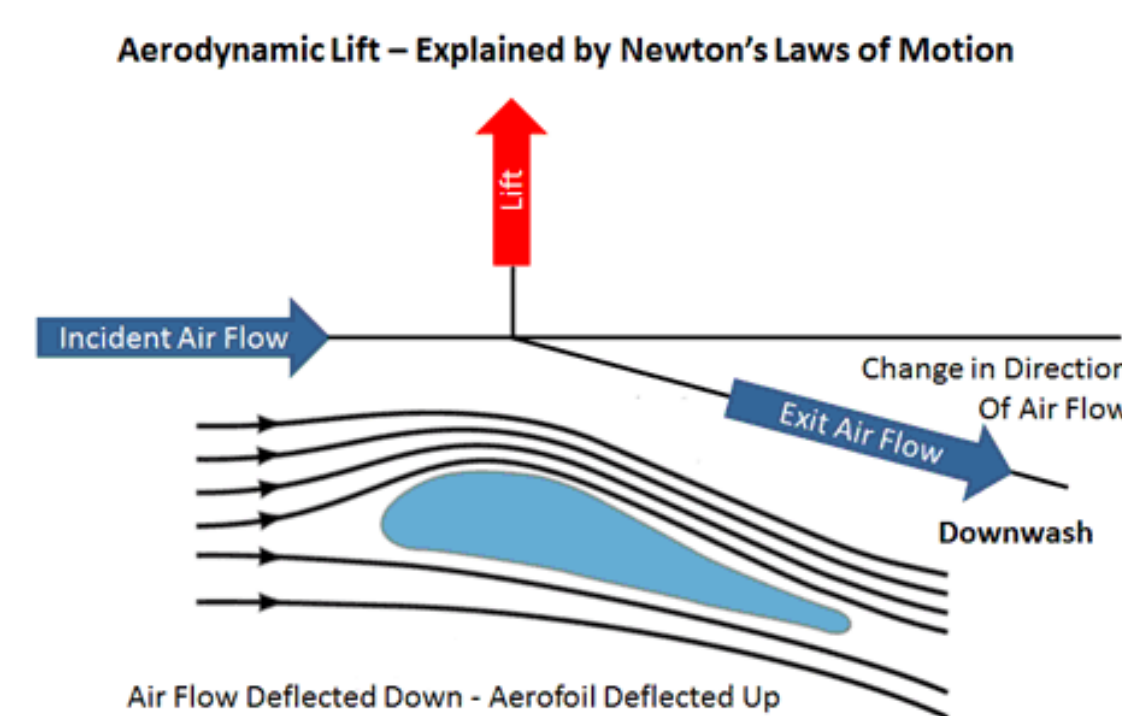 Aerodynamic Lift – Explained by Newton's Laws of Motion
Lift
Incident Air Flow
Change in Direction
Of Air Flow
Exit Air Flow
Downwash
Air Flow Deflected Down - Aerofoil Deflected Up